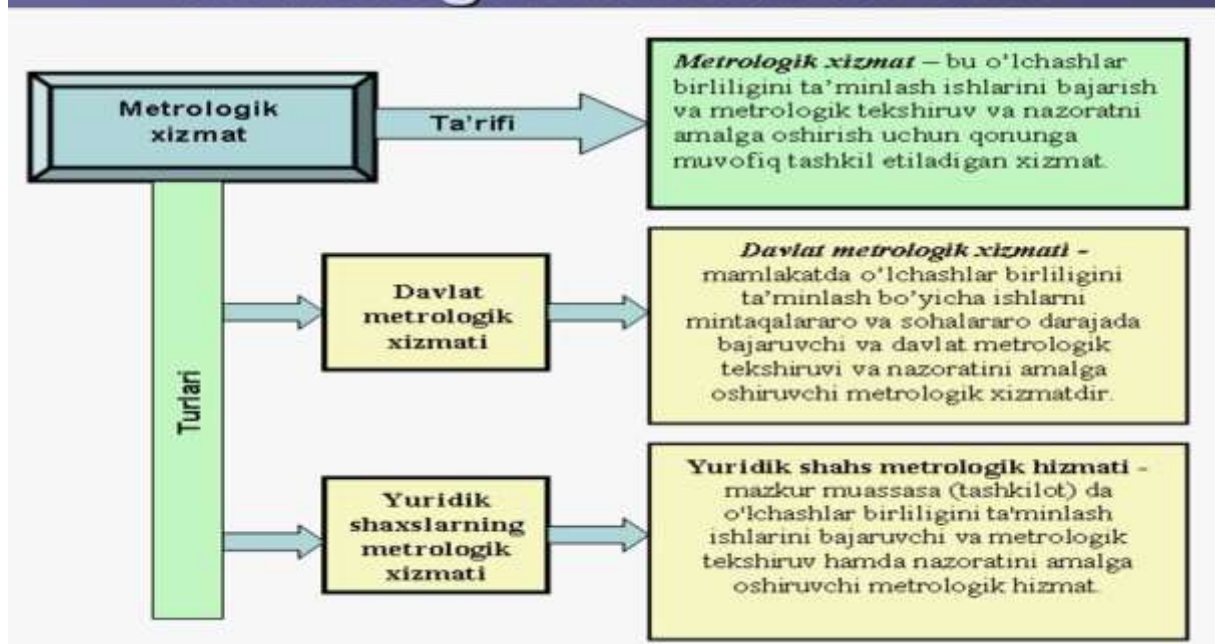 Metrologik
xizmat
Ta'rifi
Metrologik xizmat – bu o'lchashlar
birliligini ta'minlash ishlarini bajarish
va metrologik tekshiruv va nazoratni
amalga oshirish uchun qonunga
muvofiq tashkil etiladigan xizmat.
Turlari
Davlat
metrologik
xizmati
Davlat metrologik xizmati -
mamlakatda o'lchashlar birliligini
ta'minlash bo'yicha ishlarni
mintaqalararo va sohalararo darajada
bajaruvchi va davlat metrologik
tekshiruvi va nazoratini amalga
oshiruvchi metrologik xizmatdir.
Yuridik
shaxslarning
metrologik
xizmati
Yuridik shahs metrologik hizmati -
mazkur muassasa (tashkilot) da
o'lchashlar birliligini ta'minlash
ishlarini bajaruvchi va metrologik
tekshiruv hamda nazoratini amalga
oshiruvchi metrologik hizmat.